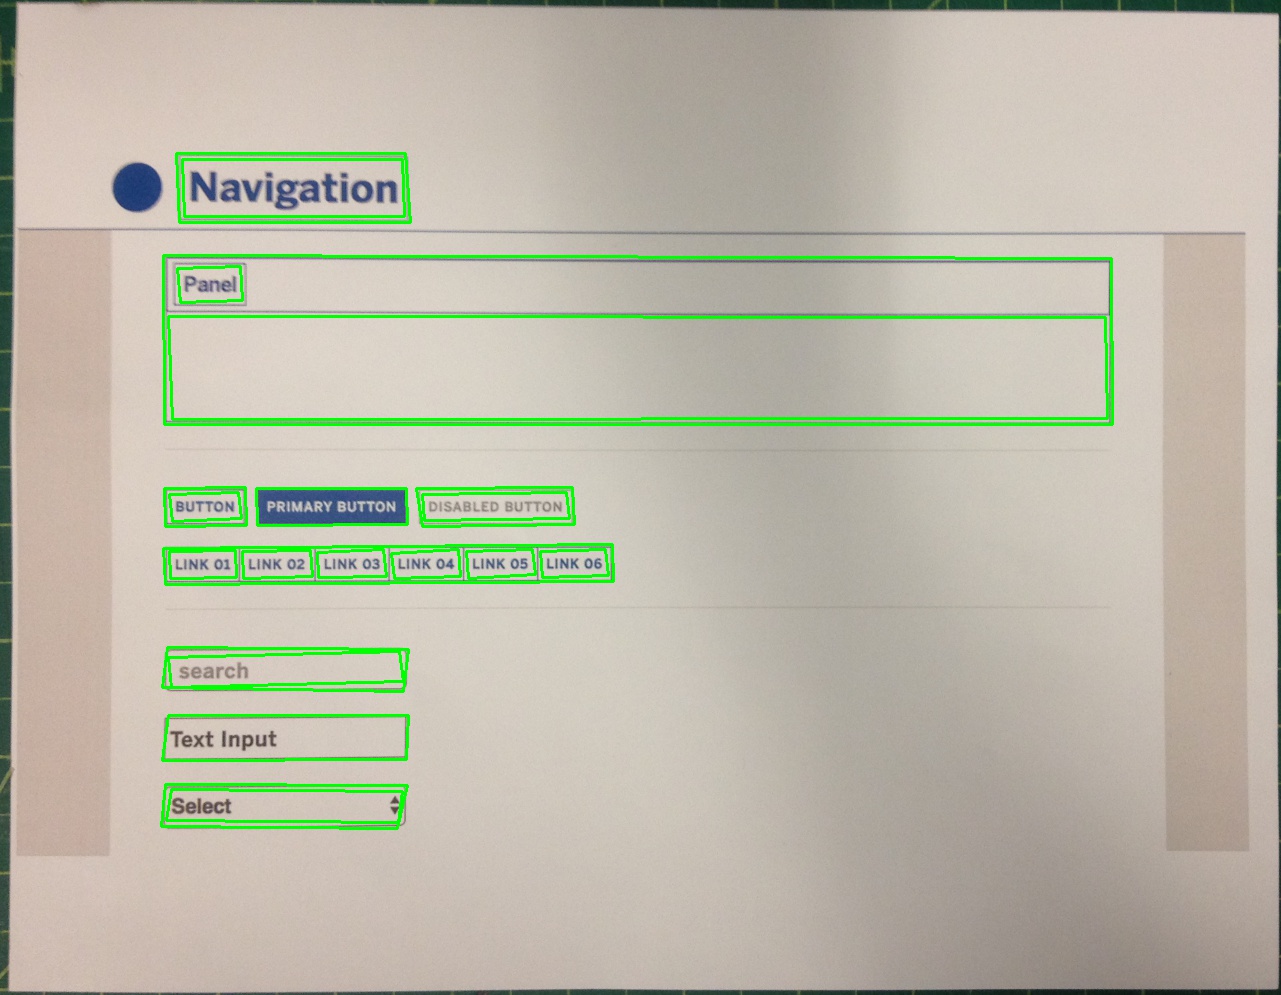 Navigation
Panel
BUTTON PRIMARY BUTTON DISABLED BUTTON
LINK 01 LINK 02 LINK 03 LINK 04 LINK 05 LINK 06
search
Text Input
Select